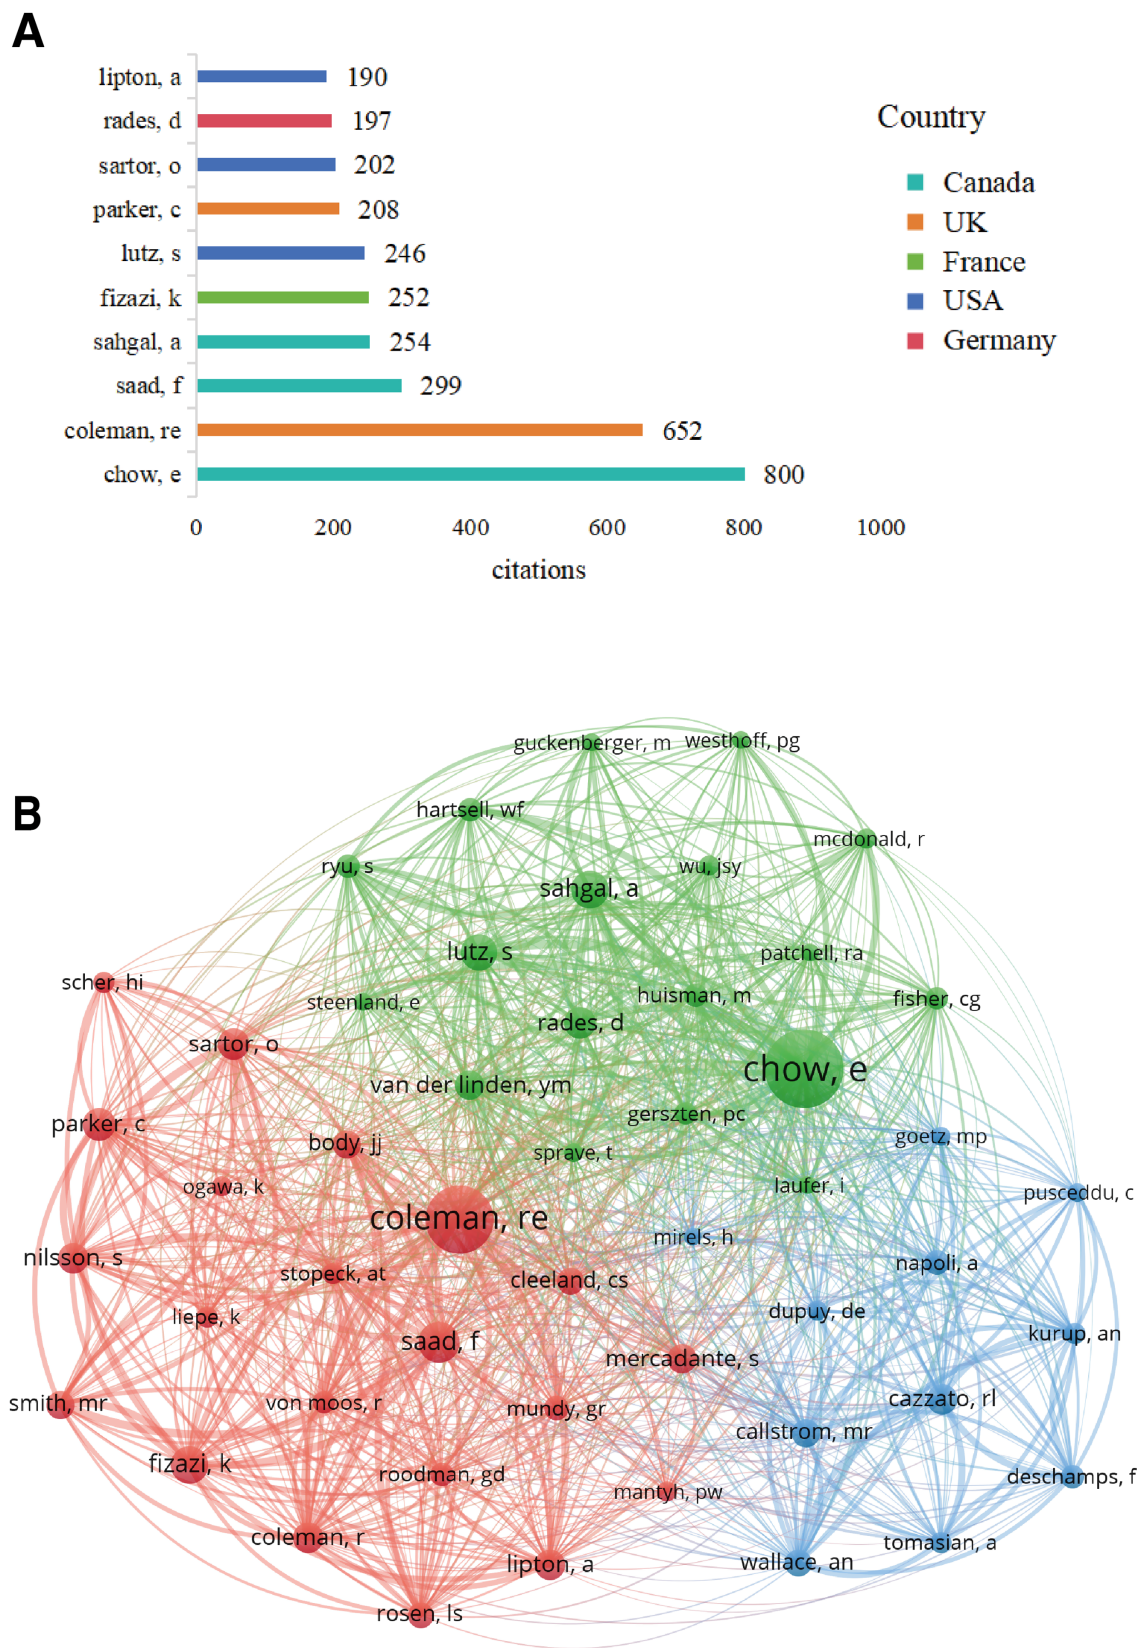 A
lipton, a 190
rades, d 197
sartor, o 202
parker, c 208
lutz, s 246
fizazi, k 252
sahgal, a 254
saad, f 299
coleman, re 652
chow, e 800
0 200 400 600 800 1000
citations
Country
Canada
UK
France
USA
Germany
B
guckenberger, m
westhoff, pg
hartsell, wf
mcdonald, r
ryu, s
wu, jsy
sahgal, a
lutz, s
patchell, ra
scher, hi
steenland, e
huisman, m
fisher, cg
rades, d
sartor, o
chow, e
van der linden, ym
parker, c
gerszten, pc
body, jj
goetz, mp
sprave, t
ogawa, k
laufer, i
pusceddu, c
coleman, re
mirels, h
nilsson, s
stopeck, at
cleeland, cs
napoli, a
liepe, k
dupuy, de
kurup, an
saad, f
mercadante, s
smith, mr
von moos, r
mundy, gr
cazzato, rl
callstrom, mr
fizazi, k
roodman, gd
mantyh, pw
deschamps, f
coleman, r
lipton, a
wallace, an
tomasian, a
rosen, ls